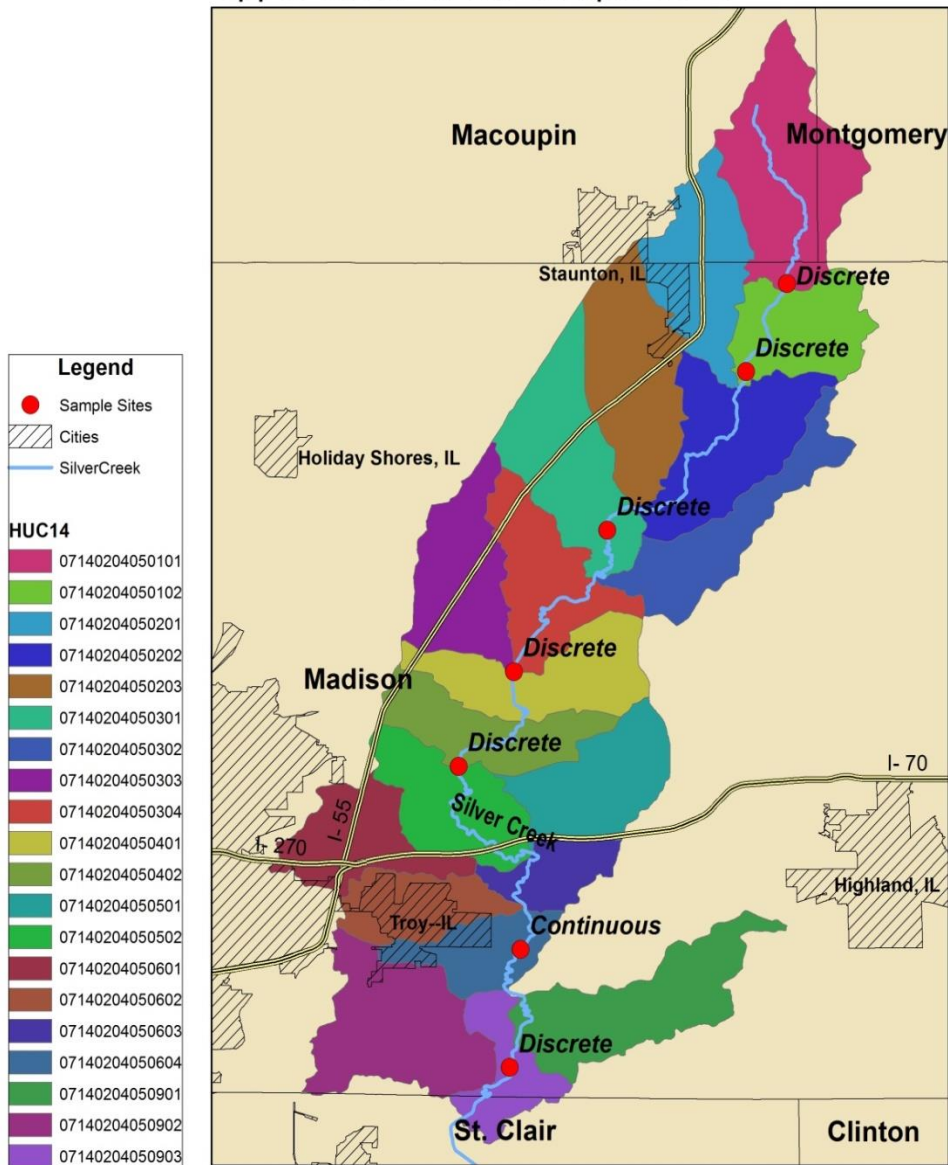 Macoupin
Montgomery
Staunton, IL
Discrete
Discrete
Holiday Shores, IL
Discrete
Discrete
Madison
Discrete
I- 70
Silver Creek
I- 55
I- 270
Highland, IL
Troy--IL
Continuous
Discrete
St. Clair
Clinton
Legend
Sample Sites
Cities
SilverCreek
HUC14
07140204050101
07140204050102
07140204050201
07140204050202
07140204050203
07140204050301
07140204050302
07140204050303
07140204050304
07140204050401
07140204050402
07140204050501
07140204050502
07140204050601
07140204050602
07140204050603
07140204050604
07140204050901
07140204050902
07140204050903